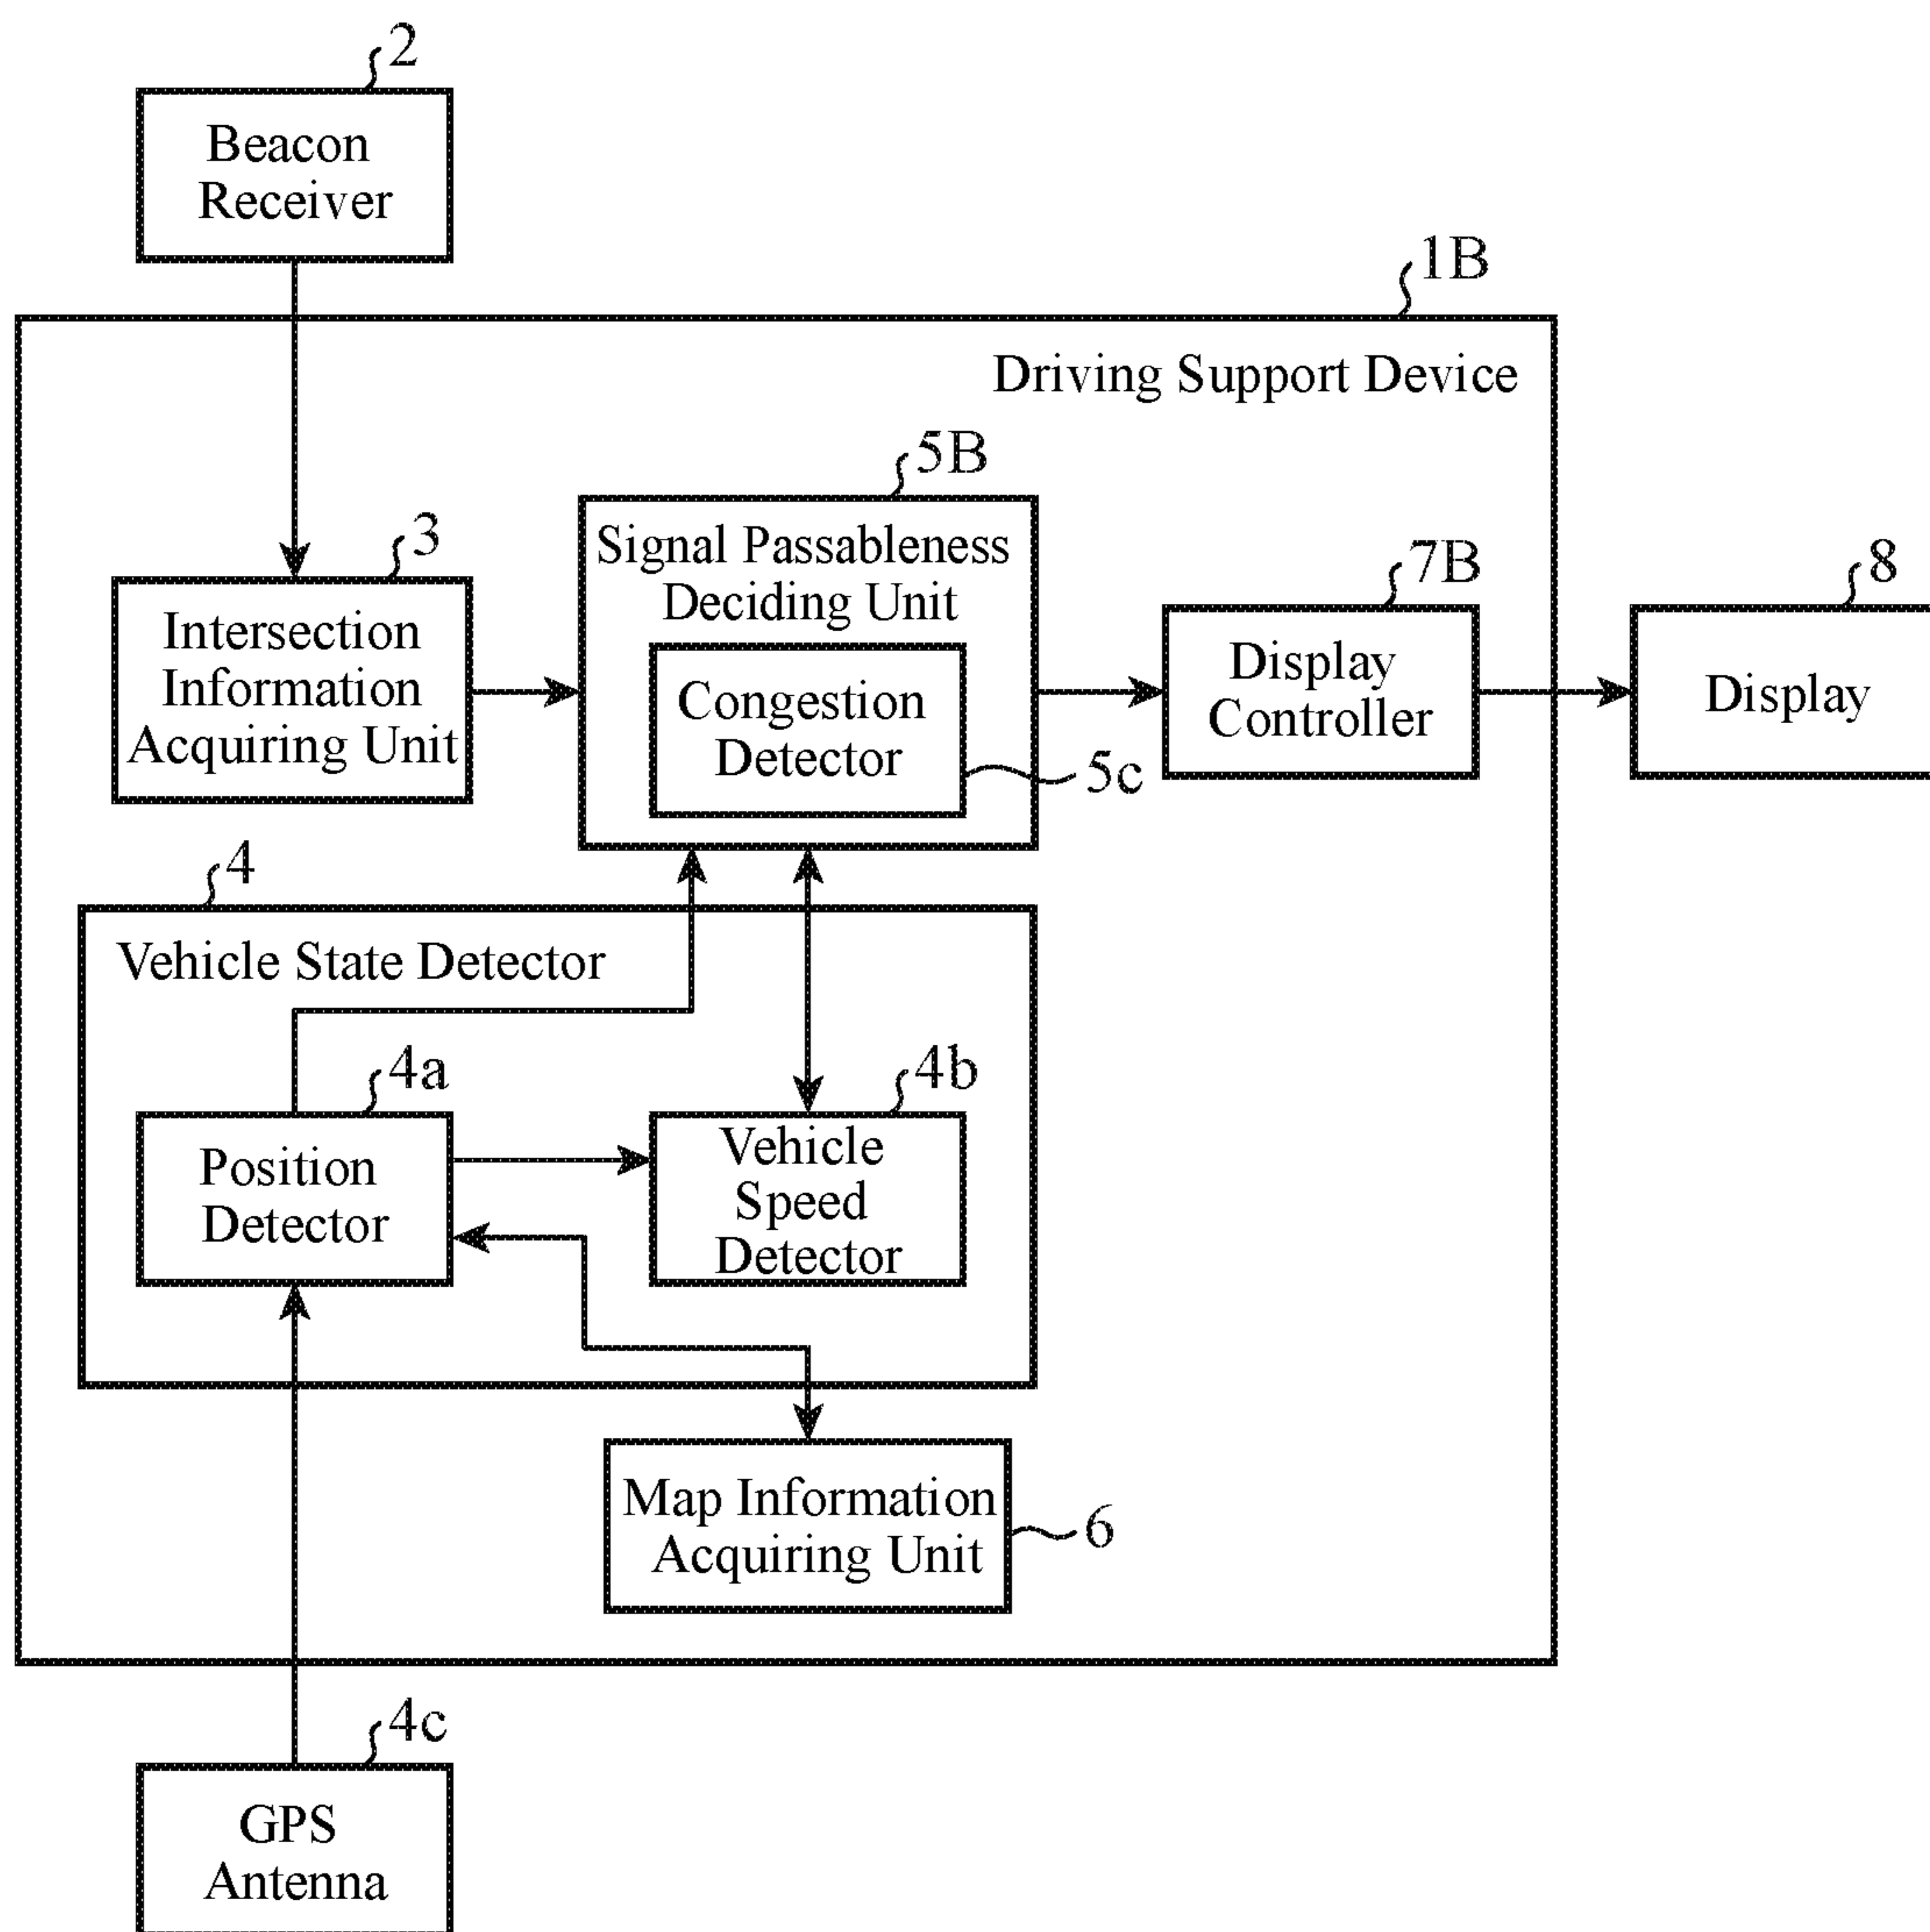 2
Beacon
Receiver
1B
Driving Support Device
5B
Signal Passableness
Deciding Unit
3
Intersection
Information
Acquiring Unit
Congestion
Detector
5c
7B
Display
Controller
8
Display
4
Vehicle State Detector
4a
Position
Detector
4b
Vehicle
Speed
Detector
Map Information
Acquiring Unit
6
4c
GPS
Antenna